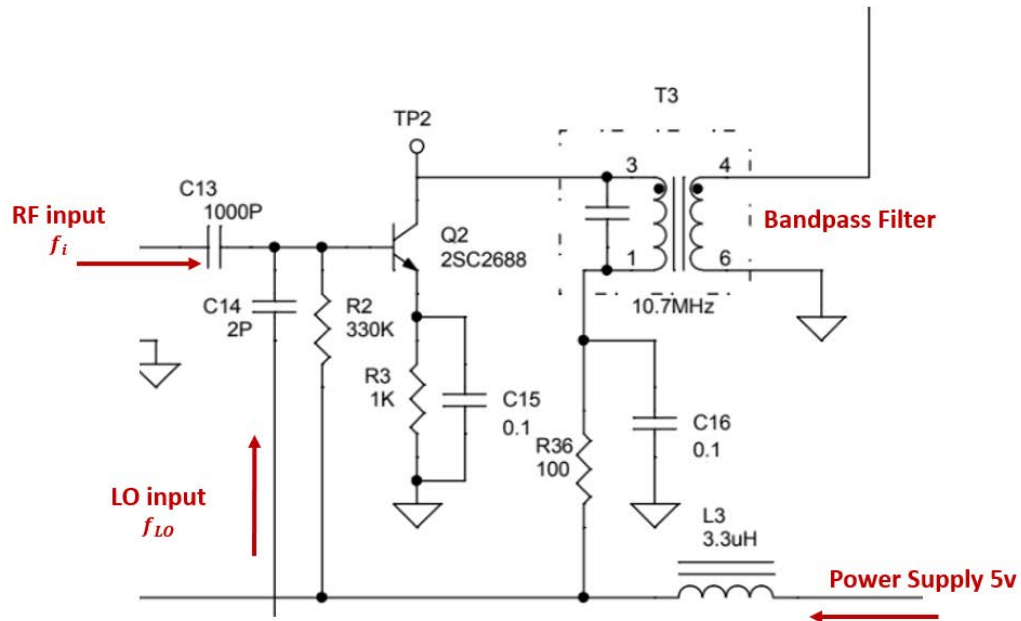 T3
TP2
3
4
C13
1000P
RF input
f_i
Q2
2SC2688
Bandpass Filter
1
6
C14
2P
R2
330K
10.7MHz
R3
1K
C15
0.1
C16
0.1
R36
100
LO input
f_LO
L3
3.3uH
Power Supply 5v